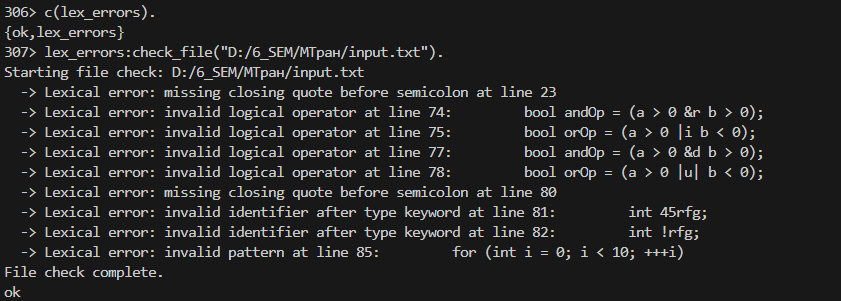 306> c(lex_errors).
{ok,lex_errors}
307> lex_errors:check_file("D:/6_SEM/МТран/input.txt").
Starting file check: D:/6_SEM/МТран/input.txt
  -> Lexical error: missing closing quote before semicolon at line 23
  -> Lexical error: invalid logical operator at line 74:        bool andOp = (a > 0 &r b > 0);
  -> Lexical error: invalid logical operator at line 75:        bool orOp = (a > 0 |i b < 0);
  -> Lexical error: invalid logical operator at line 77:        bool andOp = (a > 0 &d b > 0);
  -> Lexical error: invalid logical operator at line 78:        bool orOp = (a > 0 |u| b < 0);
  -> Lexical error: missing closing quote before semicolon at line 80
  -> Lexical error: invalid identifier after type keyword at line 81:        int 45rfg;
  -> Lexical error: invalid identifier after type keyword at line 82:        int !rfg;
  -> Lexical error: invalid pattern at line 85:        for (int i = 0; i < 10; +++i)
File check complete.
ok